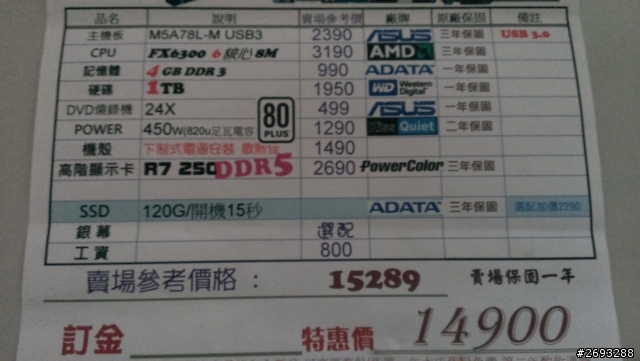 品名 說明 賣場參考價 廠牌 原廠保固 備註
主機板 M5A78L-M USB3 2390 ASUS 三年保固 USB 3.0
CPU FX6300 6核心 8M 3190 AMD 三年保固
記憶體 4 GB DDR 3 990 ADATA 一年保固
硬碟 1TB 1950 WD Western Digital 一年保固
DVD燒錄機 24X 499 ASUS 一年保固
POWER 450W(820u足瓦電容 80 PLUS 1290 Quiet 二年保固
機殼 下置式電源安裝 散熱佳 1490
高階顯示卡 R7 250 DDR5 2690 PowerColor 三年保固
SSD 120G/開機15秒 ADATA 三年保固 選配加價2790
銀幕 選配
工資 800
賣場參考價格： 15289 賣場保固一年
訂金 特惠價 14900
#2693288